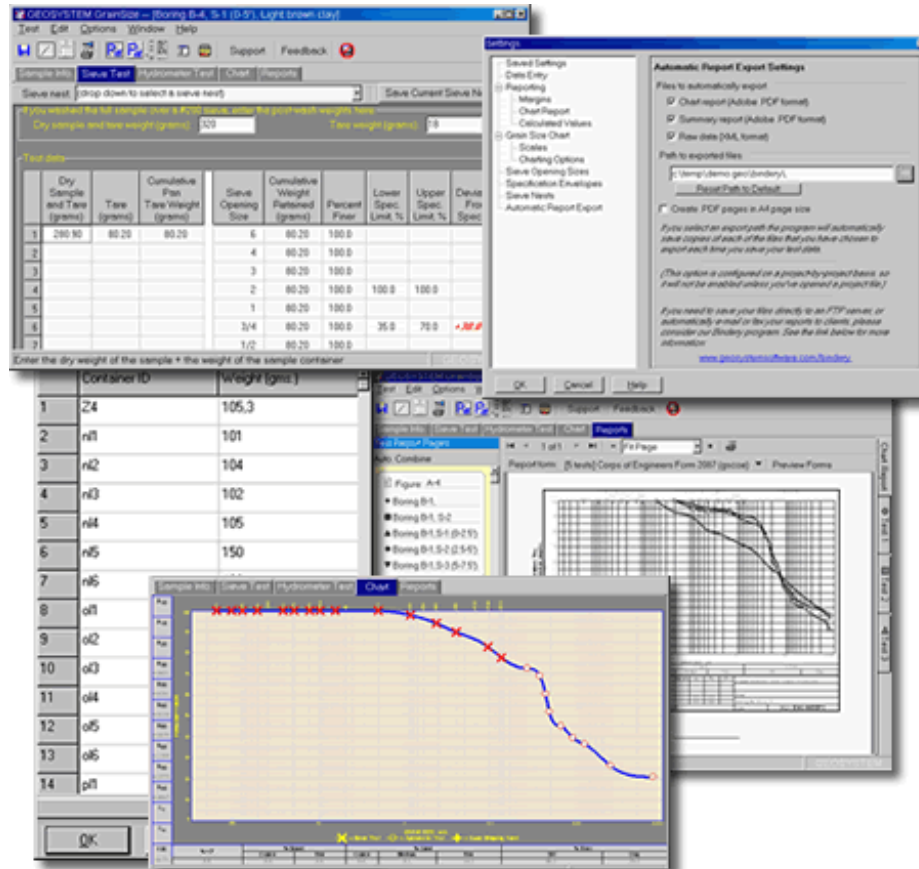 GEOSYSTEM GrainSize - [Boring B-4, S-1 (0-5'), Light brown clay]
Test Edit Options Window Help
Support Feedback
Sample Info Sieve Test Hydrometer Test Chart Reports
Sieve nest: (drop down to select a sieve nest) Save Current Sieve Ne
If you washed the full sample over a #200 sieve, enter the post-wash weights here
Dry sample and tare weight (grams): 320 Tare weight (grams):
Test data
Dry Sample and Tare (grams) Tare (grams) Cumulative Pan Tare Weight (grams) Sieve Opening Size Cumulative Weight Retained (grams) Percent Finer Lower Spec. Limit, % Upper Spec. Limit, % Devia From Spec
1 280.90 80.20 80.20 6 80.20 100.0
2 4 80.20 100.0
3 3 80.20 100.0
4 2 80.20 100.0 100.0 100.0
5 1 80.20 100.0
6 3/4 80.20 100.0 35.0 70.0
7 1/2 80.20 100.0
Enter the dry weight of the sample + the weight of the sample container
Settings
Saved Settings
Data Entry
Reporting
Margins
Chart Report
Calculated Values
Grain Size Chart
Scales
Charting Options
Sieve Opening Sizes
Specification Envelopes
Sieve Nests
Automatic Report Export
Automatic Report Export Settings
Files to automatically export
Chart report (Adobe .PDF format)
Summary report (Adobe .PDF format)
Raw data (XML format)
Path to exported files
c:\temp\demo geo\bindery\
Reset Path to Default
Create .PDF pages in A4 page size
If you select an export path the program will automatically
save copies of each of the files that you have chosen to
export each time you save your test data.
(This option is configured on a project-by-project basis, so
it will not be enabled unless you've opened a project file.)
If you need to save your files directly to an FTP server, or
automatically e-mail or fax your reports to clients, please
consider our Bindery program. See the link below for more
information
www.geosystemsoftware.com/bindery
OK Cancel Help
Container ID Weight (gms.)
1 Z4 105,3
2 nl1 101
3 nl2 104
4 nl3 102
5 nl4 105
6 nl5 150
7 nl6
8 ol1
9 ol2
10 ol3
11 ol4
12 ol5
13 ol6
14 pl1
OK
GEOSYSTEM GrainSize
Test Edit Options
Support Feedback
Sample Info Sieve Test Hydrometer Test Chart Reports
Test Report Pages
Auto. Combine
1 of 1 Fit Page
Report form: [5 tests] Corps of Engineers Form 2087 (gscoe) Preview Forms
Figure: A-4
Boring B-1,
Boring B-1, S-2
Boring B-1, S-1 (0-2.5')
Boring B-1, S-2 (2.5-5')
Boring B-1, S-3 (5-7.5')
Chart Report
Test 1
Test 2
Test 3
GEOSYSTEM
Sample Info Sieve Test Hydrometer Test Chart Reports